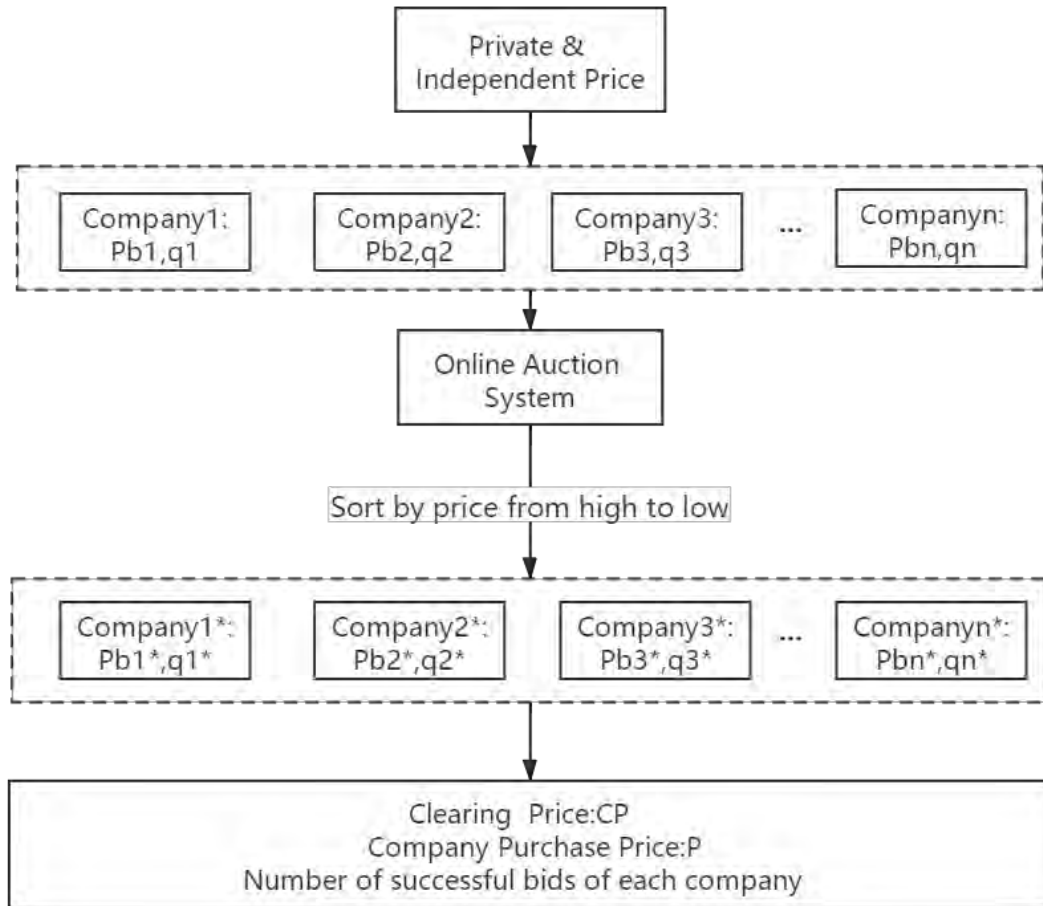 Private &
Independent Price
Company1:
Pb1,q1
Company2:
Pb2,q2
Company3:
Pb3,q3
...
Companyn:
Pbn,qn
Online Auction
System
Sort by price from high to low
Company1*:
Pb1*,q1*
Company2*:
Pb2*,q2*
Company3*:
Pb3*,q3*
...
Companyn*:
Pbn*,qn*
Clearing Price:CP
Company Purchase Price:P
Number of successful bids of each company